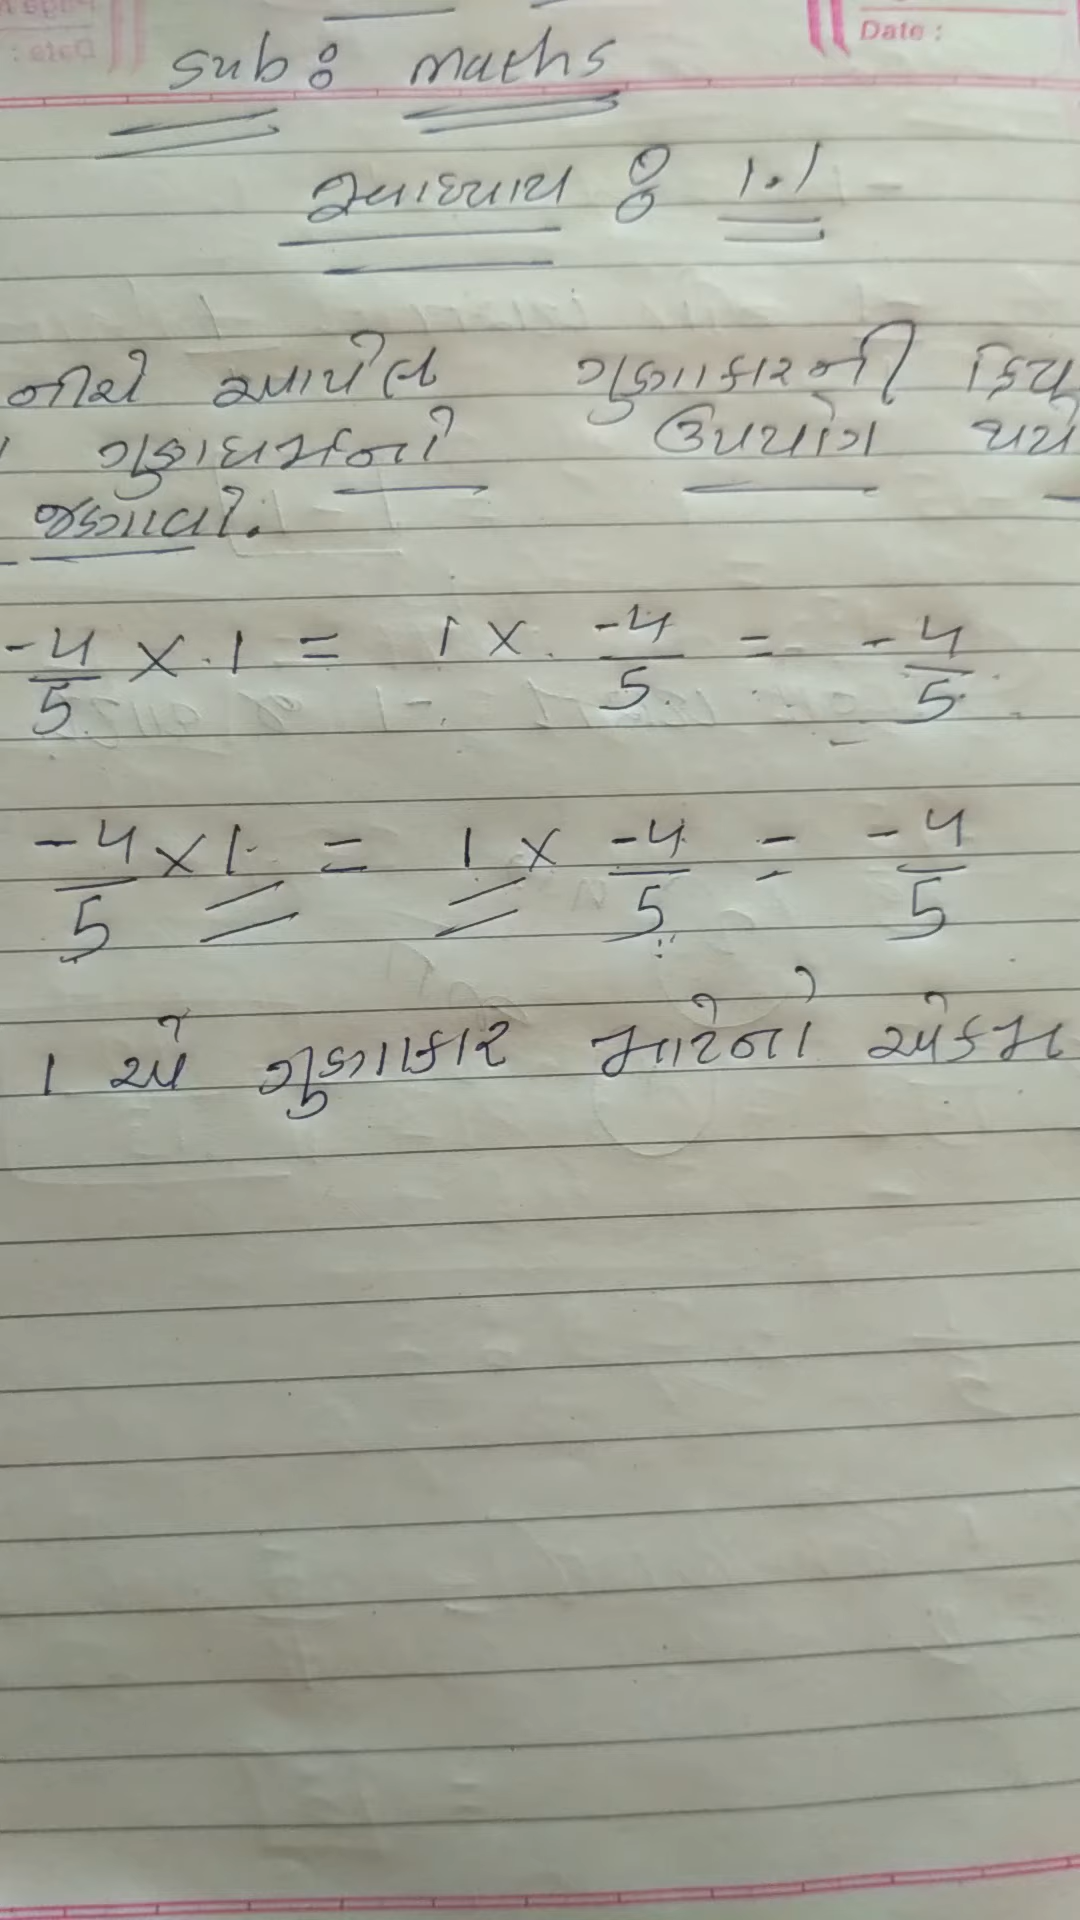 Date :
Sub : maths
સ્વાધ્યાય : 1.1
નીચે આપેલ ગુણાકારની
ગુણધર્મનો ઉપયોગ થયો
જણાવો.
-4/5 × 1 = 1 × -4/5 = -4/5
-4/5 × 1 = 1 × -4/5 = -4/5
1 એ ગુણાકાર માટેનો એકમ